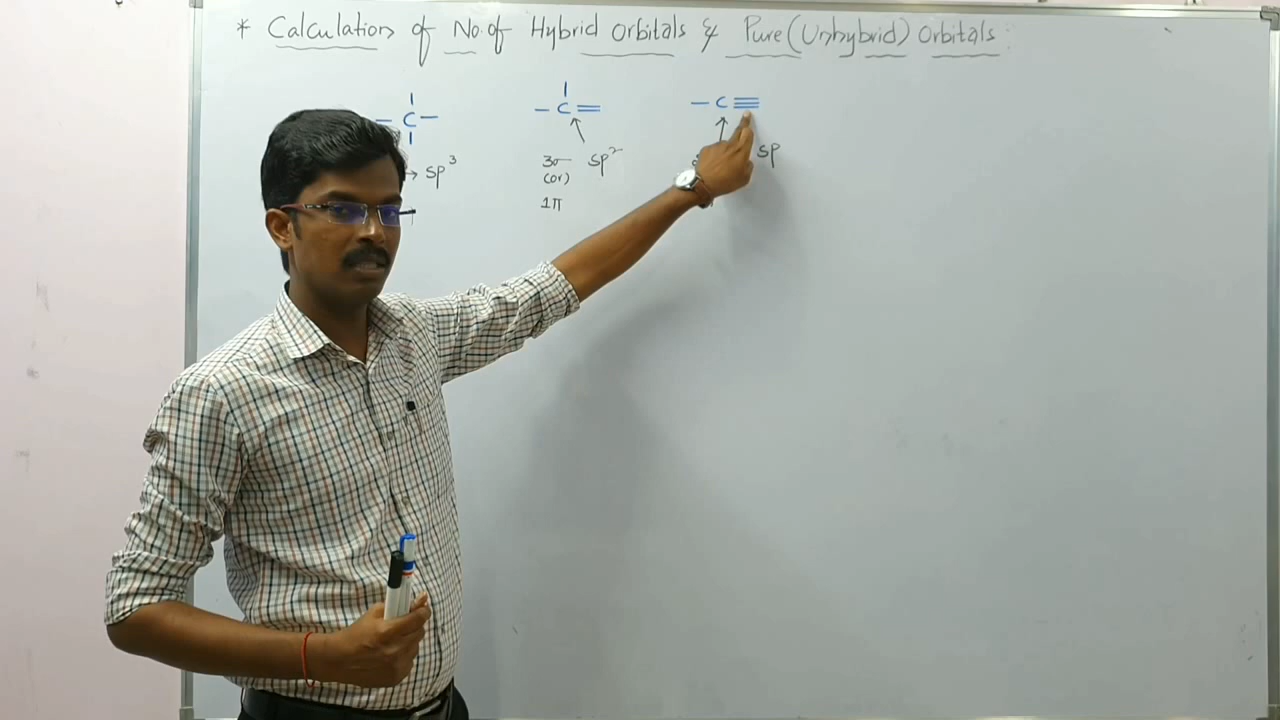 * Calculation of No. of Hybrid Orbitals & Pure (Unhybrid) Orbitals :
- C - - C = - C ≡
→ sp³ 3σ sp² sp
(or)
1π